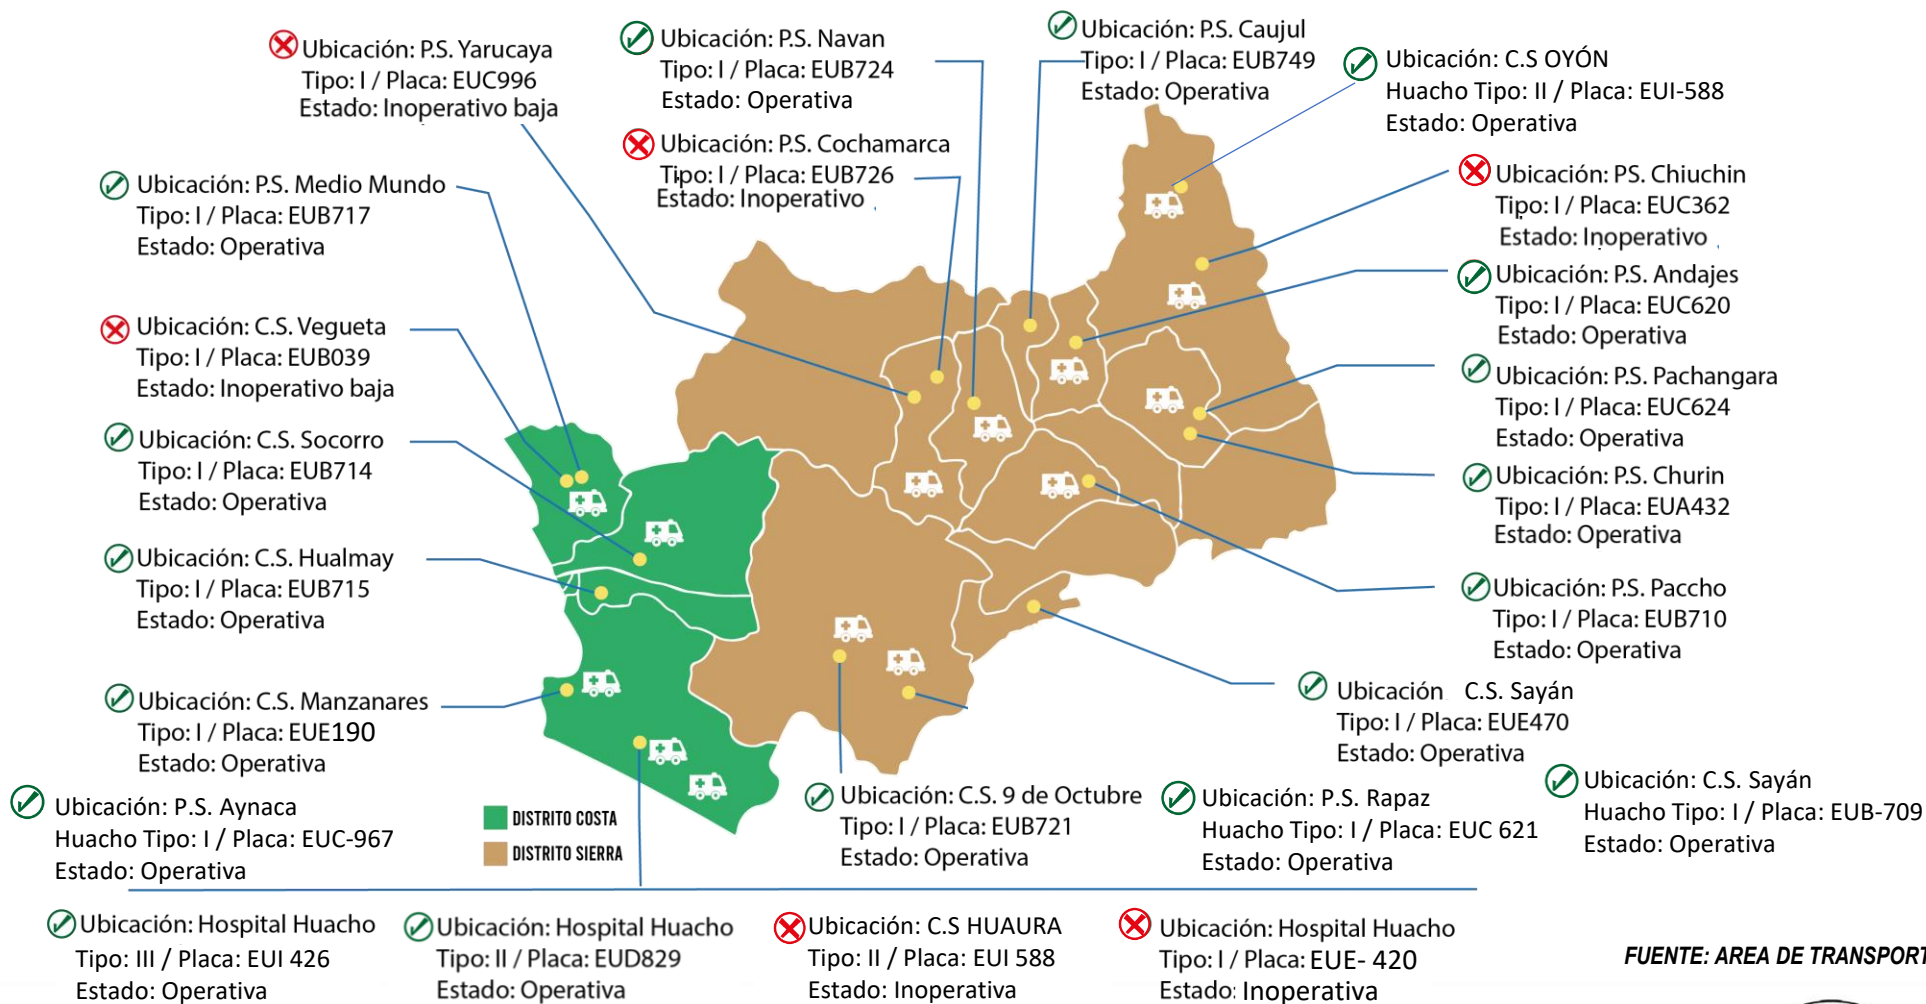 Ubicación: P.S. Yarucaya
Tipo: I / Placa: EUC996
Estado: Inoperativo baja
Ubicación: P.S. Navan
Tipo: I / Placa: EUB724
Estado: Operativa
Ubicación: P.S. Caujul
Tipo: I / Placa: EUB749
Estado: Operativa
Ubicación: C.S OYÓN
Huacho Tipo: II / Placa: EUI-588
Estado: Operativa
Ubicación: P.S. Cochamarca
Tipo: I / Placa: EUB726
Estado: Inoperativo
Ubicación: PS. Chiuchin
Tipo: I / Placa: EUC362
Estado: Inoperativo
Ubicación: P.S. Medio Mundo
Tipo: I / Placa: EUB717
Estado: Operativa
Ubicación: P.S. Andajes
Tipo: I / Placa: EUC620
Estado: Operativa
Ubicación: C.S. Vegueta
Tipo: I / Placa: EUB039
Estado: Inoperativo baja
Ubicación: P.S. Pachangara
Tipo: I / Placa: EUC624
Estado: Operativa
Ubicación: C.S. Socorro
Tipo: I / Placa: EUB714
Estado: Operativa
Ubicación: P.S. Churin
Tipo: I / Placa: EUA432
Estado: Operativa
Ubicación: C.S. Hualmay
Tipo: I / Placa: EUB715
Estado: Operativa
Ubicación: P.S. Paccho
Tipo: I / Placa: EUB710
Estado: Operativa
Ubicación: C.S. Manzanares
Tipo: I / Placa: EUE190
Estado: Operativa
Ubicación C.S. Sayán
Tipo: I / Placa: EUE470
Estado: Operativa
Ubicación: P.S. Aynaca
Huacho Tipo: I / Placa: EUC-967
Estado: Operativa
DISTRITO COSTA
DISTRITO SIERRA
Ubicación: C.S. 9 de Octubre
Tipo: I / Placa: EUB721
Estado: Operativa
Ubicación: P.S. Rapaz
Huacho Tipo: I / Placa: EUC 621
Estado: Operativa
Ubicación: C.S. Sayán
Huacho Tipo: I / Placa: EUB-709
Estado: Operativa
Ubicación: Hospital Huacho
Tipo: III / Placa: EUI 426
Estado: Operativa
Ubicación: Hospital Huacho
Tipo: II / Placa: EUD829
Estado: Operativa
Ubicación: C.S HUAURA
Tipo: II / Placa: EUI 588
Estado: Inoperativa
Ubicación: Hospital Huacho
Tipo: I / Placa: EUE- 420
Estado: Inoperativa
FUENTE: AREA DE TRANSPORT